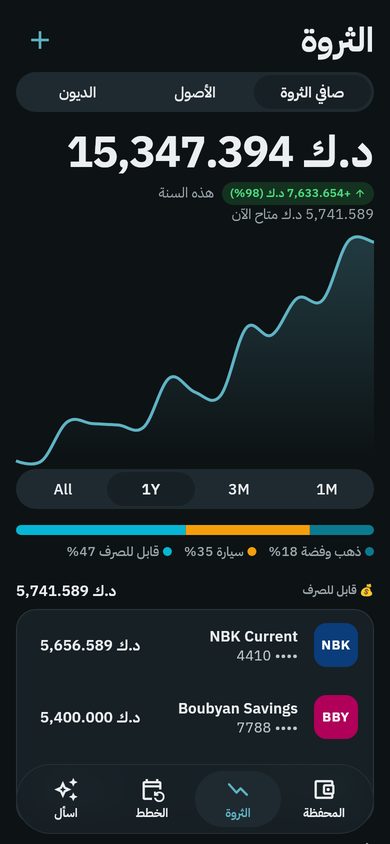 الثروة
صافي الثروة الأصول الديون
د.ك 15,347.394
↑ +7,633.654 د.ك (98%) هذه السنة
5,741.589 د.ك متاح الآن
All 1Y 3M 1M
ذهب وفضة 18% سيارة 35% قابل للصرف 47%
💰 قابل للصرف د.ك 5,741.589
NBK NBK Current د.ك 5,656.589
•••• 4410
BBY Boubyan Savings د.ك 5,400.000
•••• 7788
المحفظة الثروة الخطط اسأل